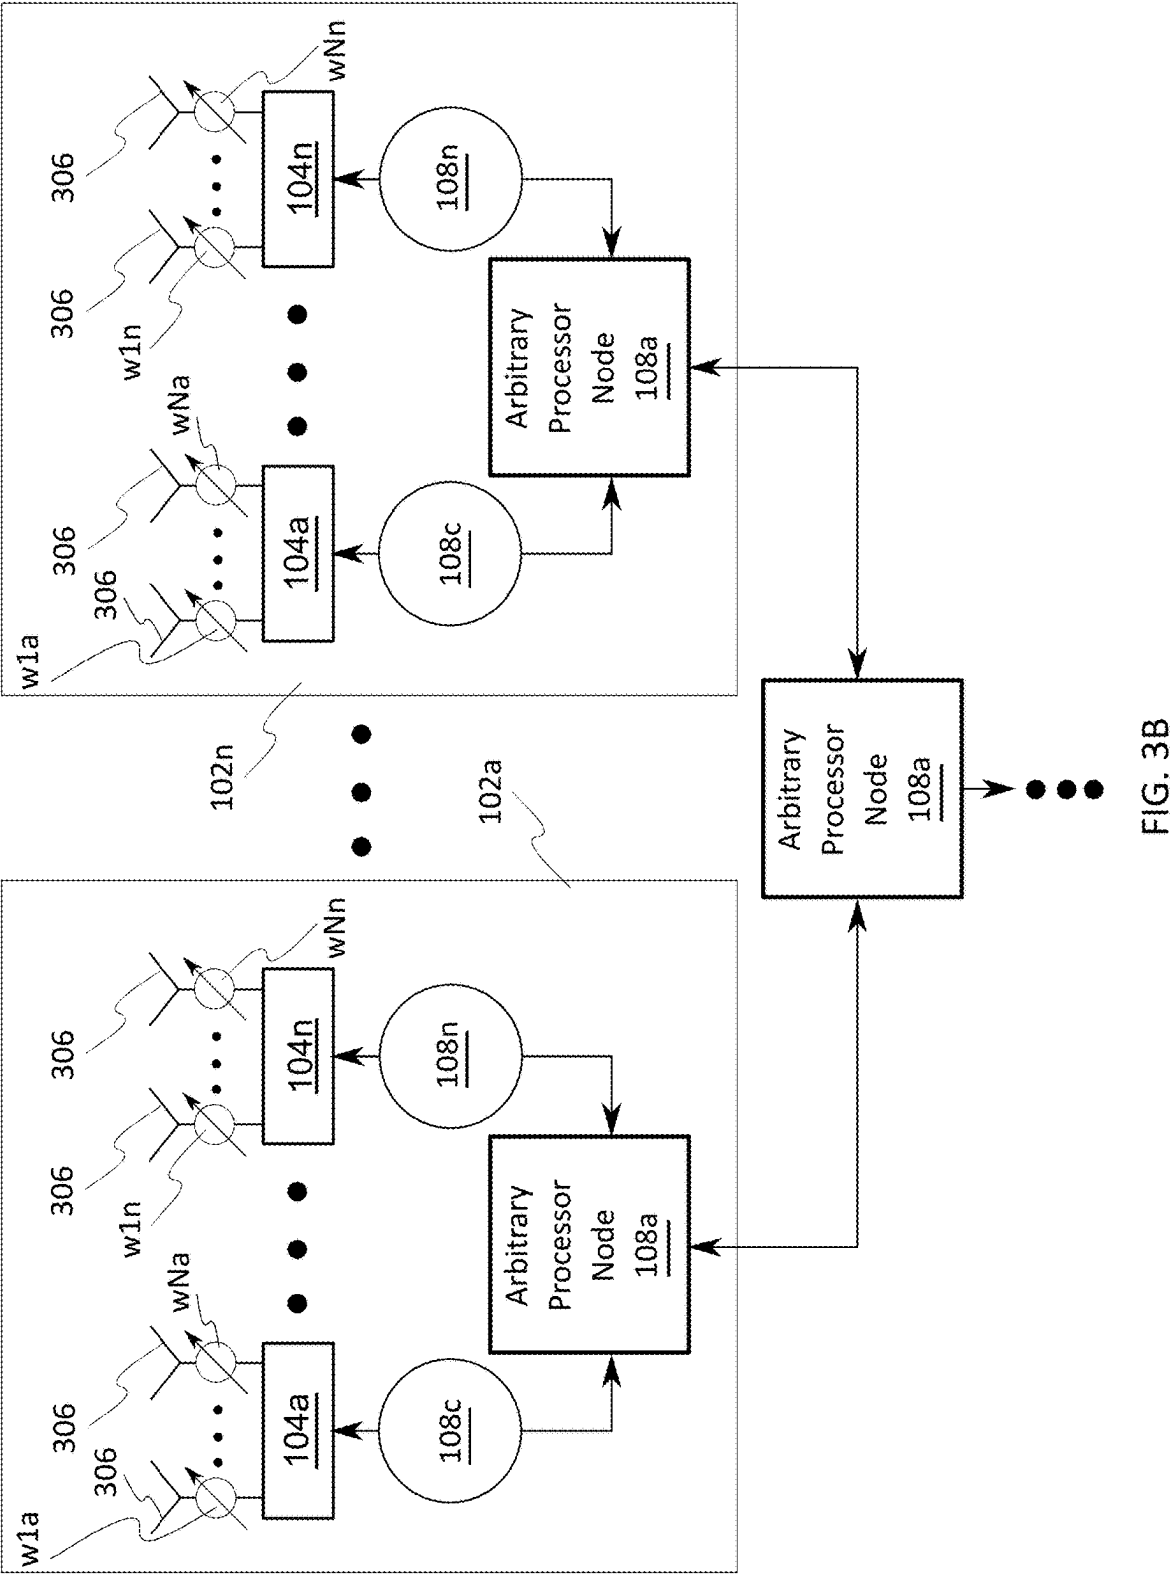 306
306
306
306
306
306
306
306
w1a
wNa
w1n
wNn
w1a
wNa
w1n
wNn
104a
104n
104a
104n
108c
108n
108c
108n
102a
102n
Arbitrary
Processor
Node
108a
Arbitrary
Processor
Node
108a
Arbitrary
Processor
Node
108a
FIG. 3B